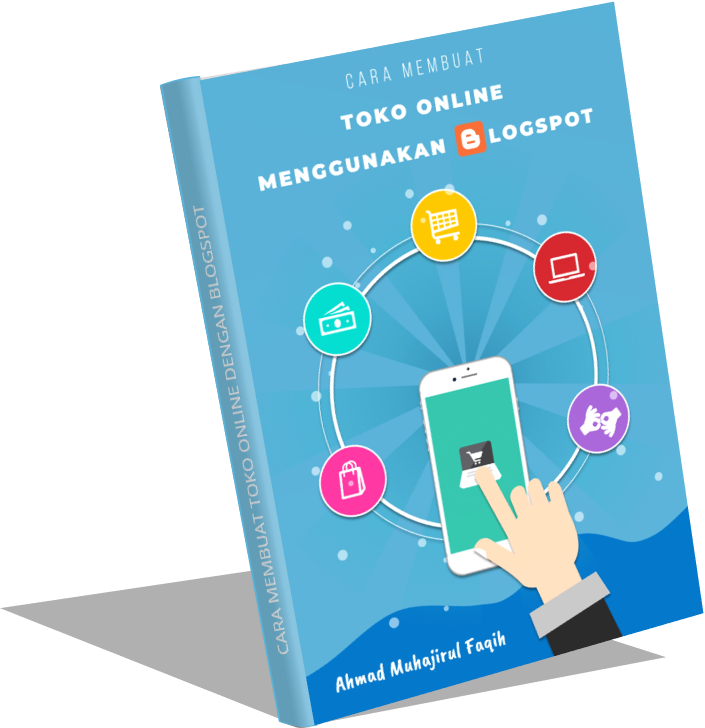 CARA MEMBUAT
TOKO ONLINE
MENGGUNAKAN BLOGSPOT
Ahmad Muhajirul Faqih
CARA MEMBUAT TOKO ONLINE DENGAN BLOGSPOT